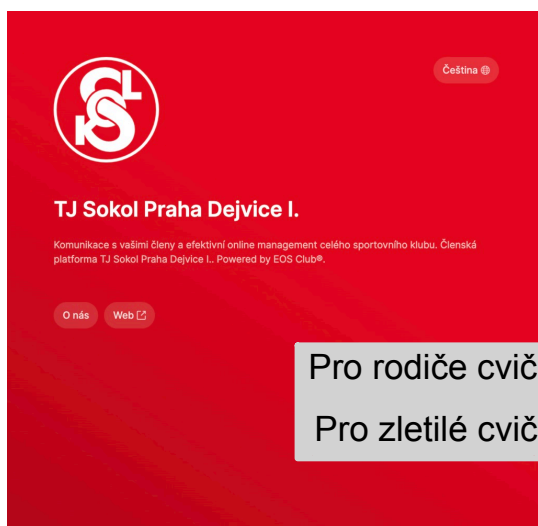 Čeština
SOKL
TJ Sokol Praha Dejvice I.
Komunikace s vašimi členy a efektivní online management celého sportovního klubu. Členská
platforma TJ Sokol Praha Dejvice I.. Powered by EOS
Club®.
O nás Web
Pro rodiče cvič
Pro zletilé cvič